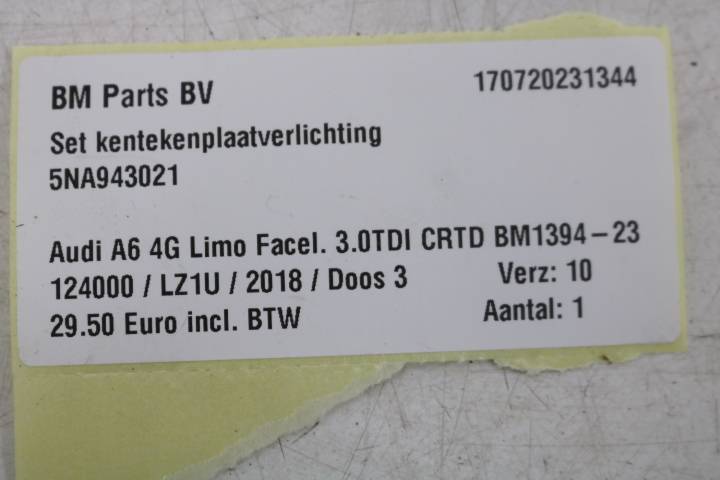 BM Parts BV 170720231344
Set kentekenplaatverlichting
5NA943021
Audi A6 4G Limo Facel. 3.0TDI CRTD BM1394-23
124000 / LZ1U / 2018 / Doos 3 Verz: 10
29.50 Euro incl. BTW Aantal: 1